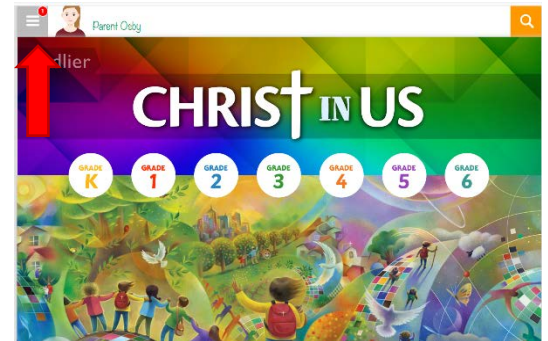 1
Parent Osby
dlier
CHRIST IN US
GRADE K
GRADE 1
GRADE 2
GRADE 3
GRADE 4
GRADE 5
GRADE 6